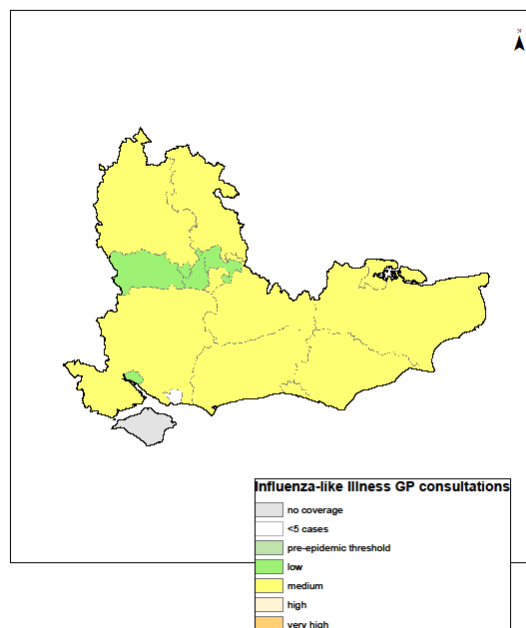 N
Influenza-like Illness GP consultations
no coverage
<5 cases
pre-epidemic threshold
low
medium
high
very high